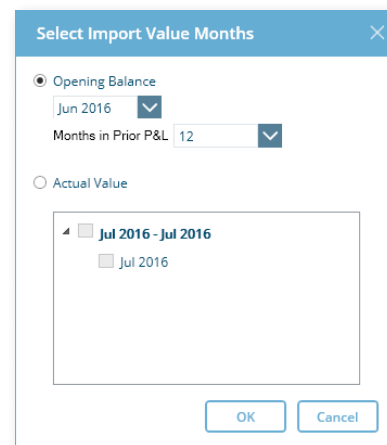 Select Import Value Months
Opening Balance
Jun 2016
Months in Prior P&L 12
Actual Value
Jul 2016 - Jul 2016
Jul 2016
OK Cancel